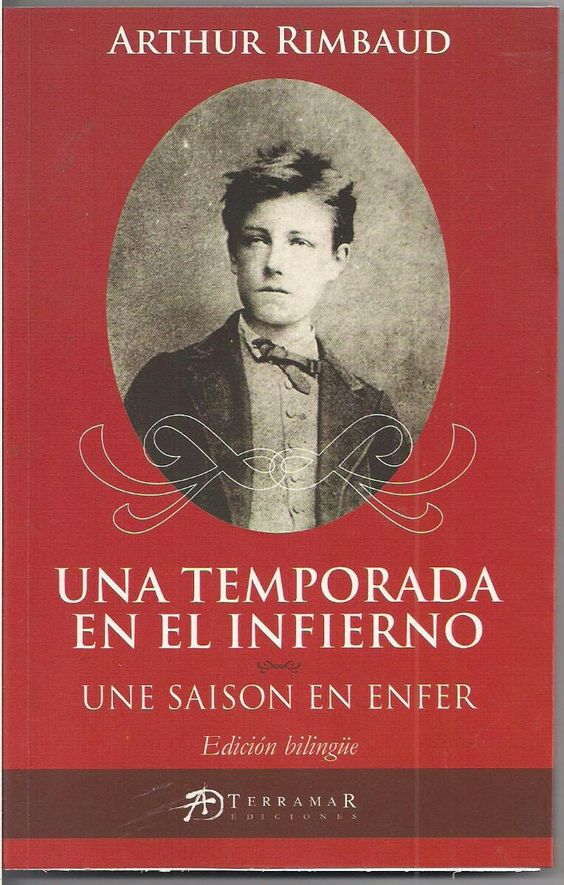 ARTHUR RIMBAUD
UNA TEMPORADA
EN EL INFIERNO
UNE SAISON EN ENFER
Edición bilingüe
TERRAMAR
EDICIONES